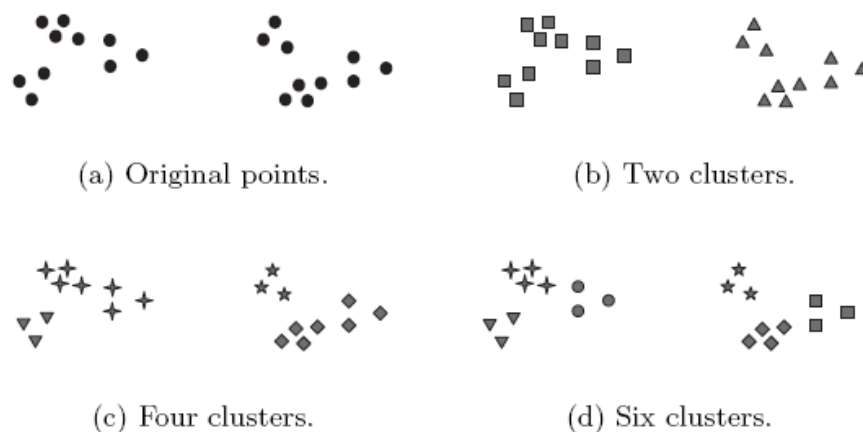 (a) Original points.
(b) Two clusters.
(c) Four clusters.
(d) Six clusters.